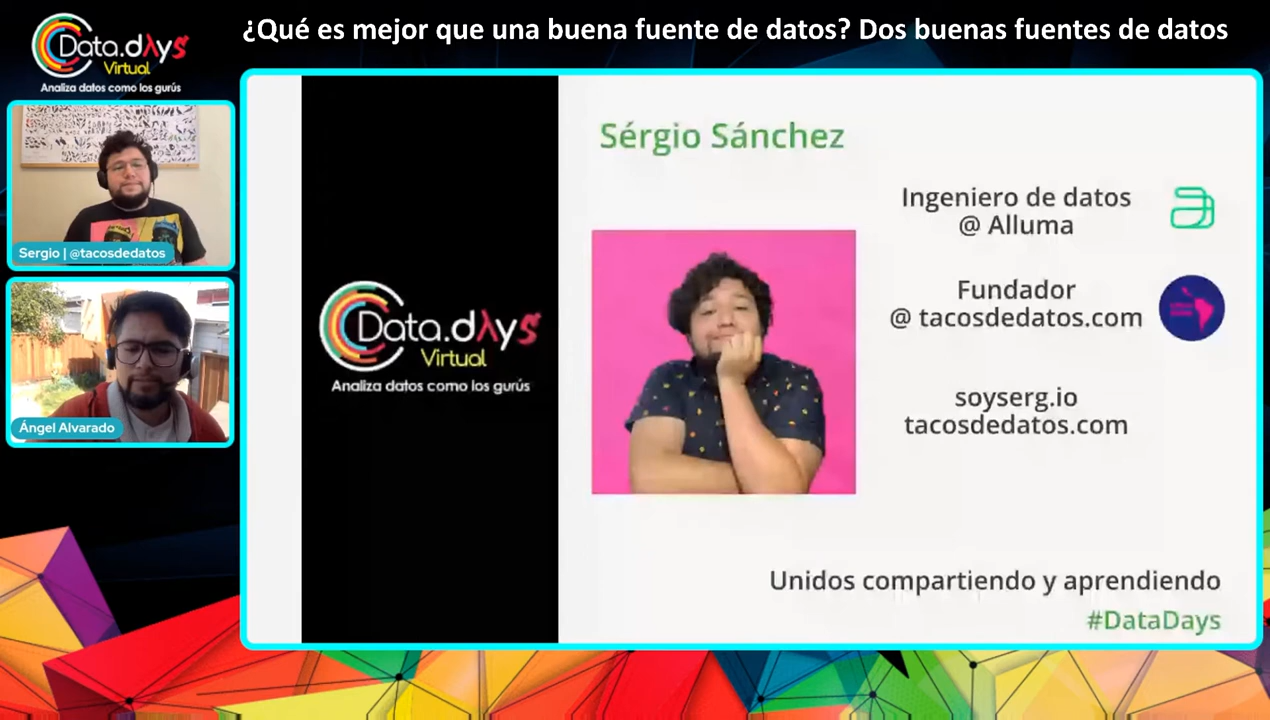 ¿Qué es mejor que una buena fuente de datos? Dos buenas fuentes de datos
Data.dAys
Virtual
Analiza datos como los gurús
Sergio | @tacosdedatos
Ángel Alvarado
Data.dAys
Virtual
Analiza datos como los gurús
Sérgio Sánchez
Ingeniero de datos
@ Alluma
Fundador
@ tacosdedatos.com
soyserg.io
tacosdedatos.com
Unidos compartiendo y aprendiendo
#DataDays